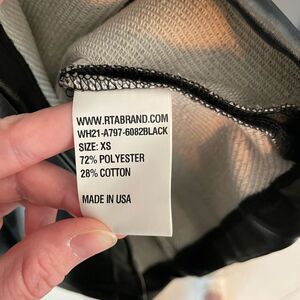 WWW.RTABRAND.COM
WH21-A797-6082BLACK
SIZE: XS
72% POLYESTER
28% COTTON
MADE IN USA